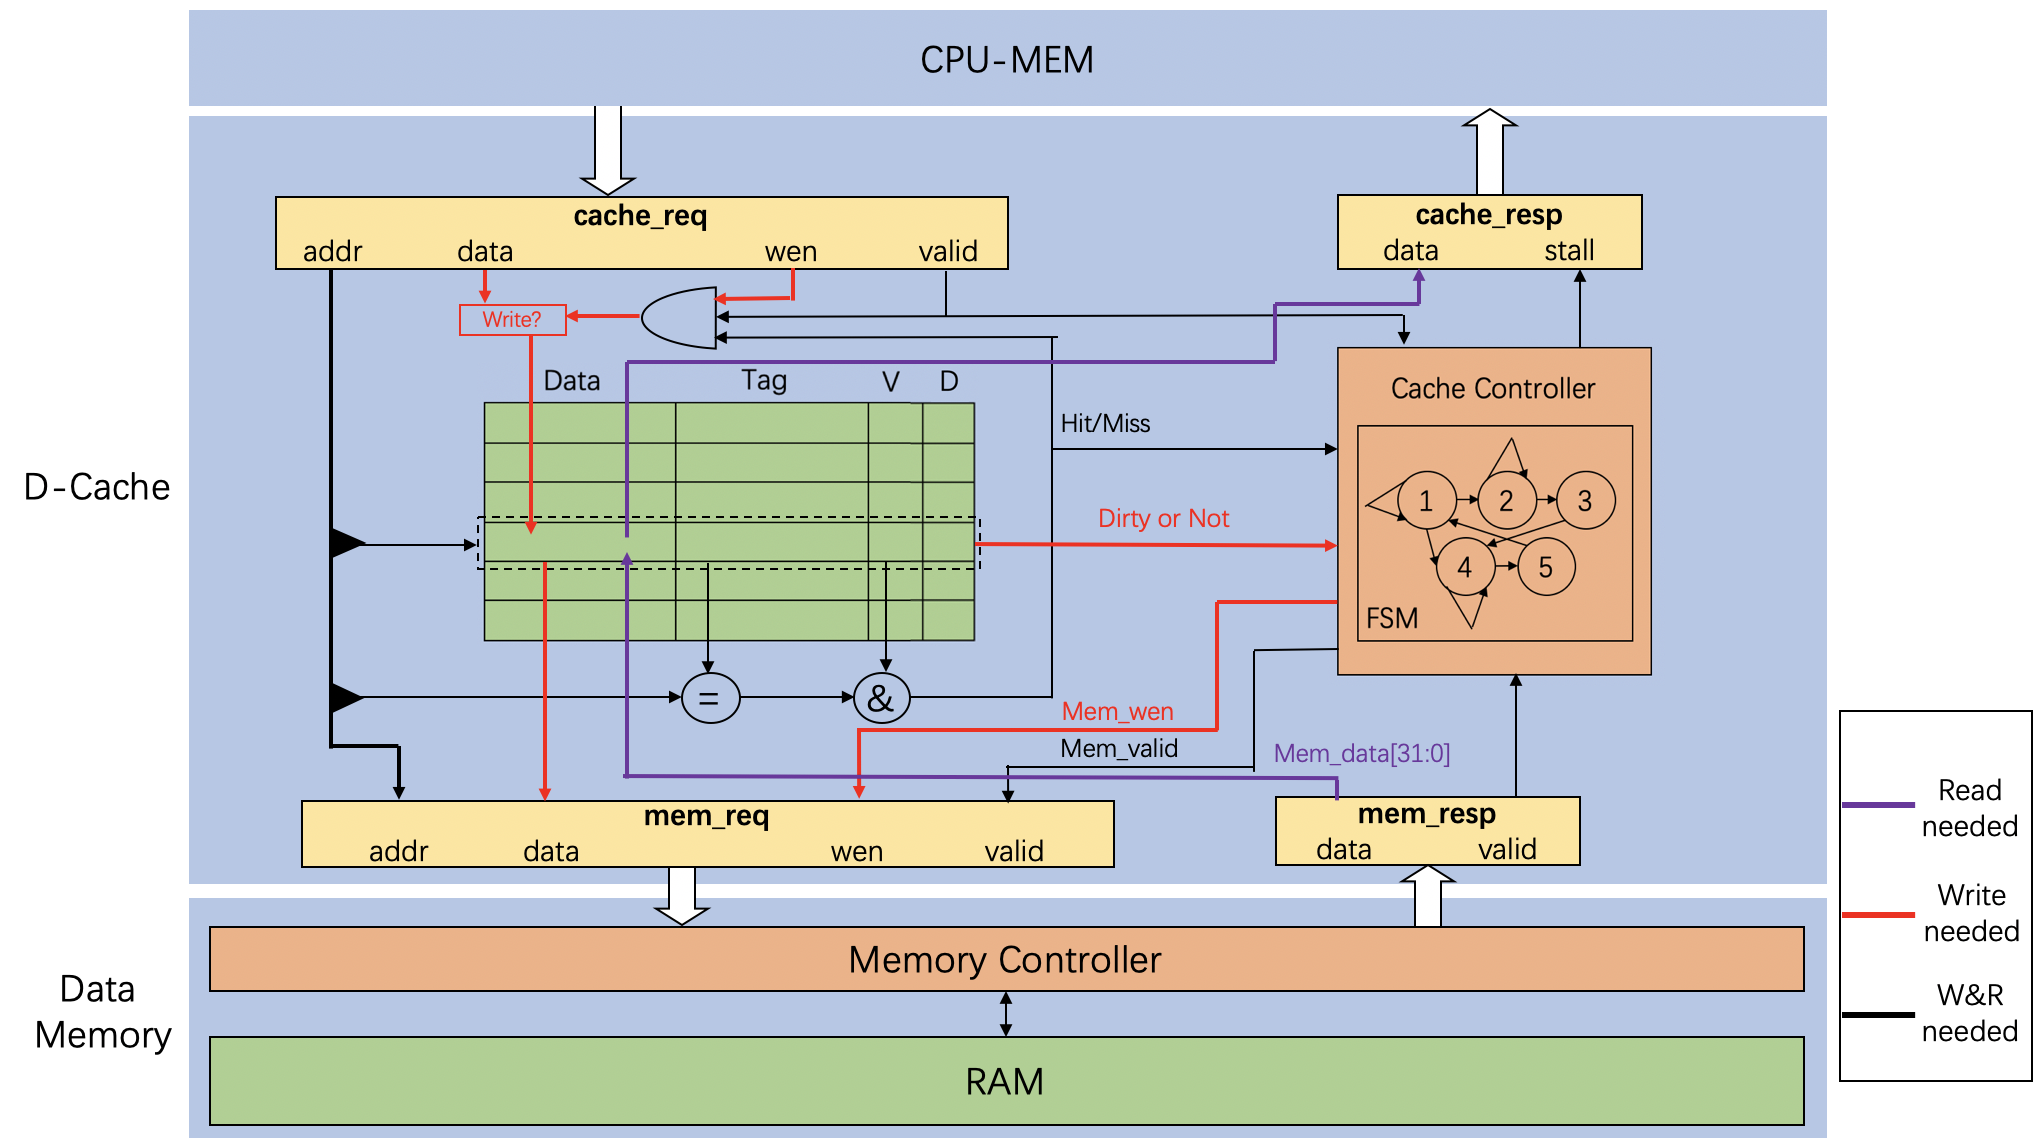 CPU-MEM
cache_req
addr data wen valid
cache_resp
data stall
Write?
Data Tag V D
Hit/Miss
Cache Controller
1 2 3
4 5
FSM
D-Cache
Dirty or Not
= &
Mem_wen
Mem_valid
Mem_data[31:0]
mem_req
addr data wen valid
mem_resp
data valid
Read
needed
Write
needed
W&R
needed
Data
Memory
Memory Controller
RAM